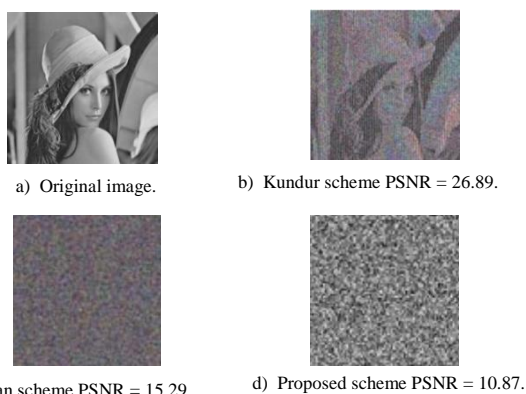 a) Original image.
b) Kundur scheme PSNR = 26.89.
scheme PSNR = 15.29
d) Proposed scheme PSNR = 10.87.